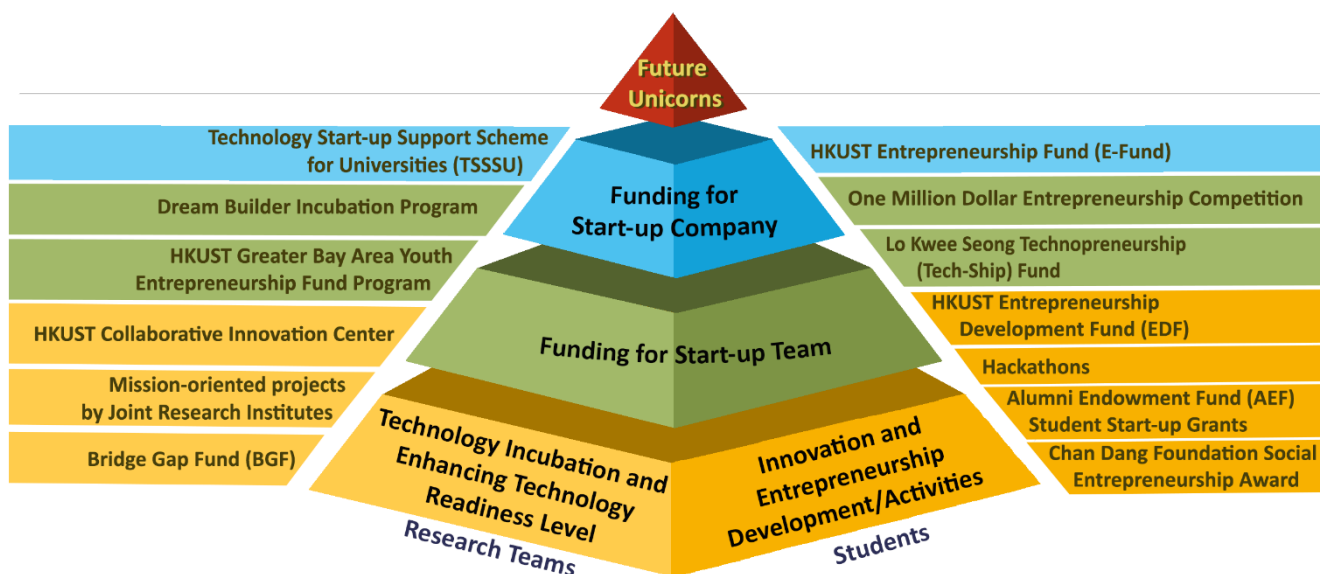 Future
Unicorns
Technology Start-up Support Scheme
for Universities (TSSSU)
Dream Builder Incubation Program
HKUST Greater Bay Area Youth
Entrepreneurship Fund Program
HKUST Collaborative Innovation Center
Mission-oriented projects
by Joint Research Institutes
Bridge Gap Fund (BGF)
Funding for
Start-up Company
Funding for Start-up Team
Technology Incubation and
Enhancing Technology
Readiness Level
Research Teams
Innovation and
Entrepreneurship
Development/Activities
Students
HKUST Entrepreneurship Fund (E-Fund)
One Million Dollar Entrepreneurship Competition
Lo Kwee Seong Technopreneurship
(Tech-Ship) Fund
HKUST Entrepreneurship
Development Fund (EDF)
Hackathons
Alumni Endowment Fund (AEF)
Student Start-up Grants
Chan Dang Foundation Social
Entrepreneurship Award